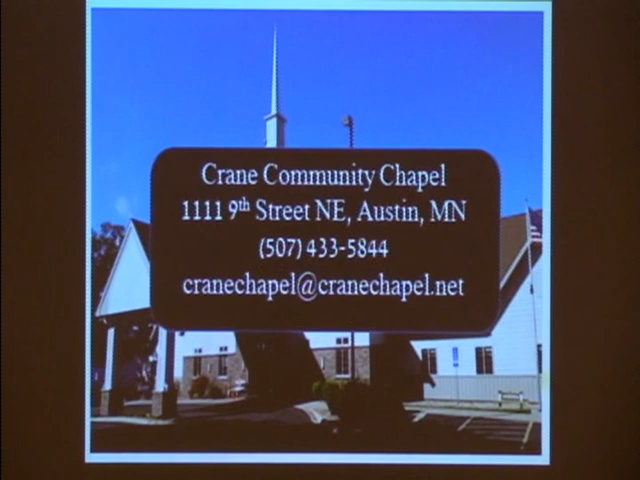 Crane Community Chapel
1111 9th Street NE, Austin, MN
(507) 433-5844
cranechapel@cranechapel.net